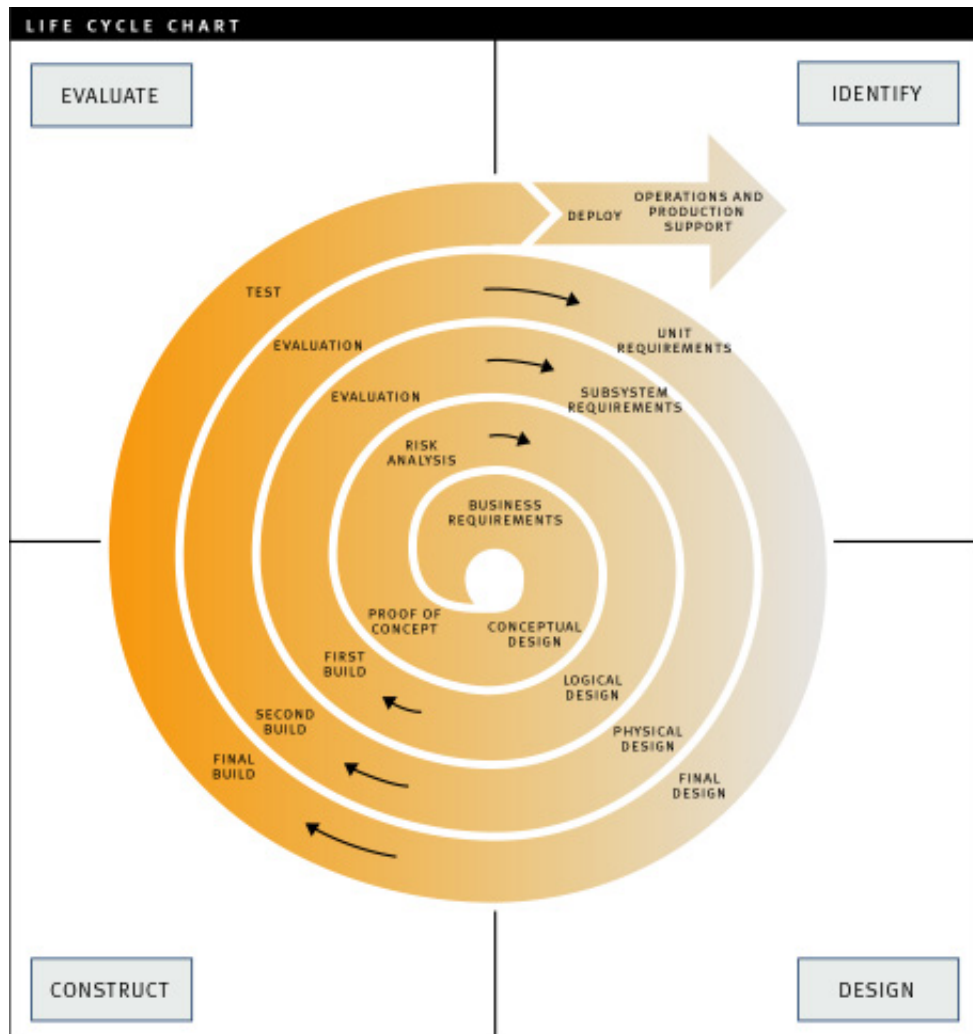 LIFE CYCLE CHART
EVALUATE
IDENTIFY
DEPLOY
OPERATIONS AND
PRODUCTION
SUPPORT
TEST
EVALUATION
UNIT
REQUIREMENTS
EVALUATION
SUBSYSTEM
REQUIREMENTS
RISK
ANALYSIS
BUSINESS
REQUIREMENTS
PROOF OF
CONCEPT
CONCEPTUAL
DESIGN
FIRST
BUILD
LOGICAL
DESIGN
SECOND
BUILD
PHYSICAL
DESIGN
FINAL
BUILD
FINAL
DESIGN
CONSTRUCT
DESIGN